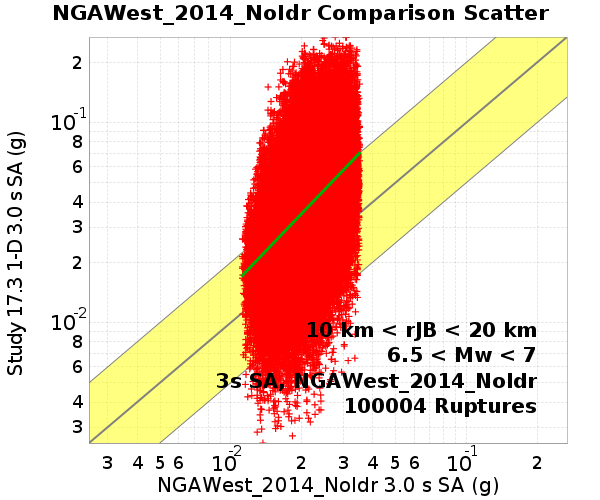 NGAWest_2014_NoIdr Comparison Scatter
Study 17.3 1-D 3.0 s SA (g)
2
10-1
8
6
4
3
2
10-2
8
6
4
3
10 km < rJB < 20 km
6.5 < Mw < 7
3s SA, NGAWest_2014_NoIdr
100004 Ruptures
3 4 5 6 10-2 2 3 4 5 6 10-1 2
NGAWest_2014_NoIdr 3.0 s SA (g)